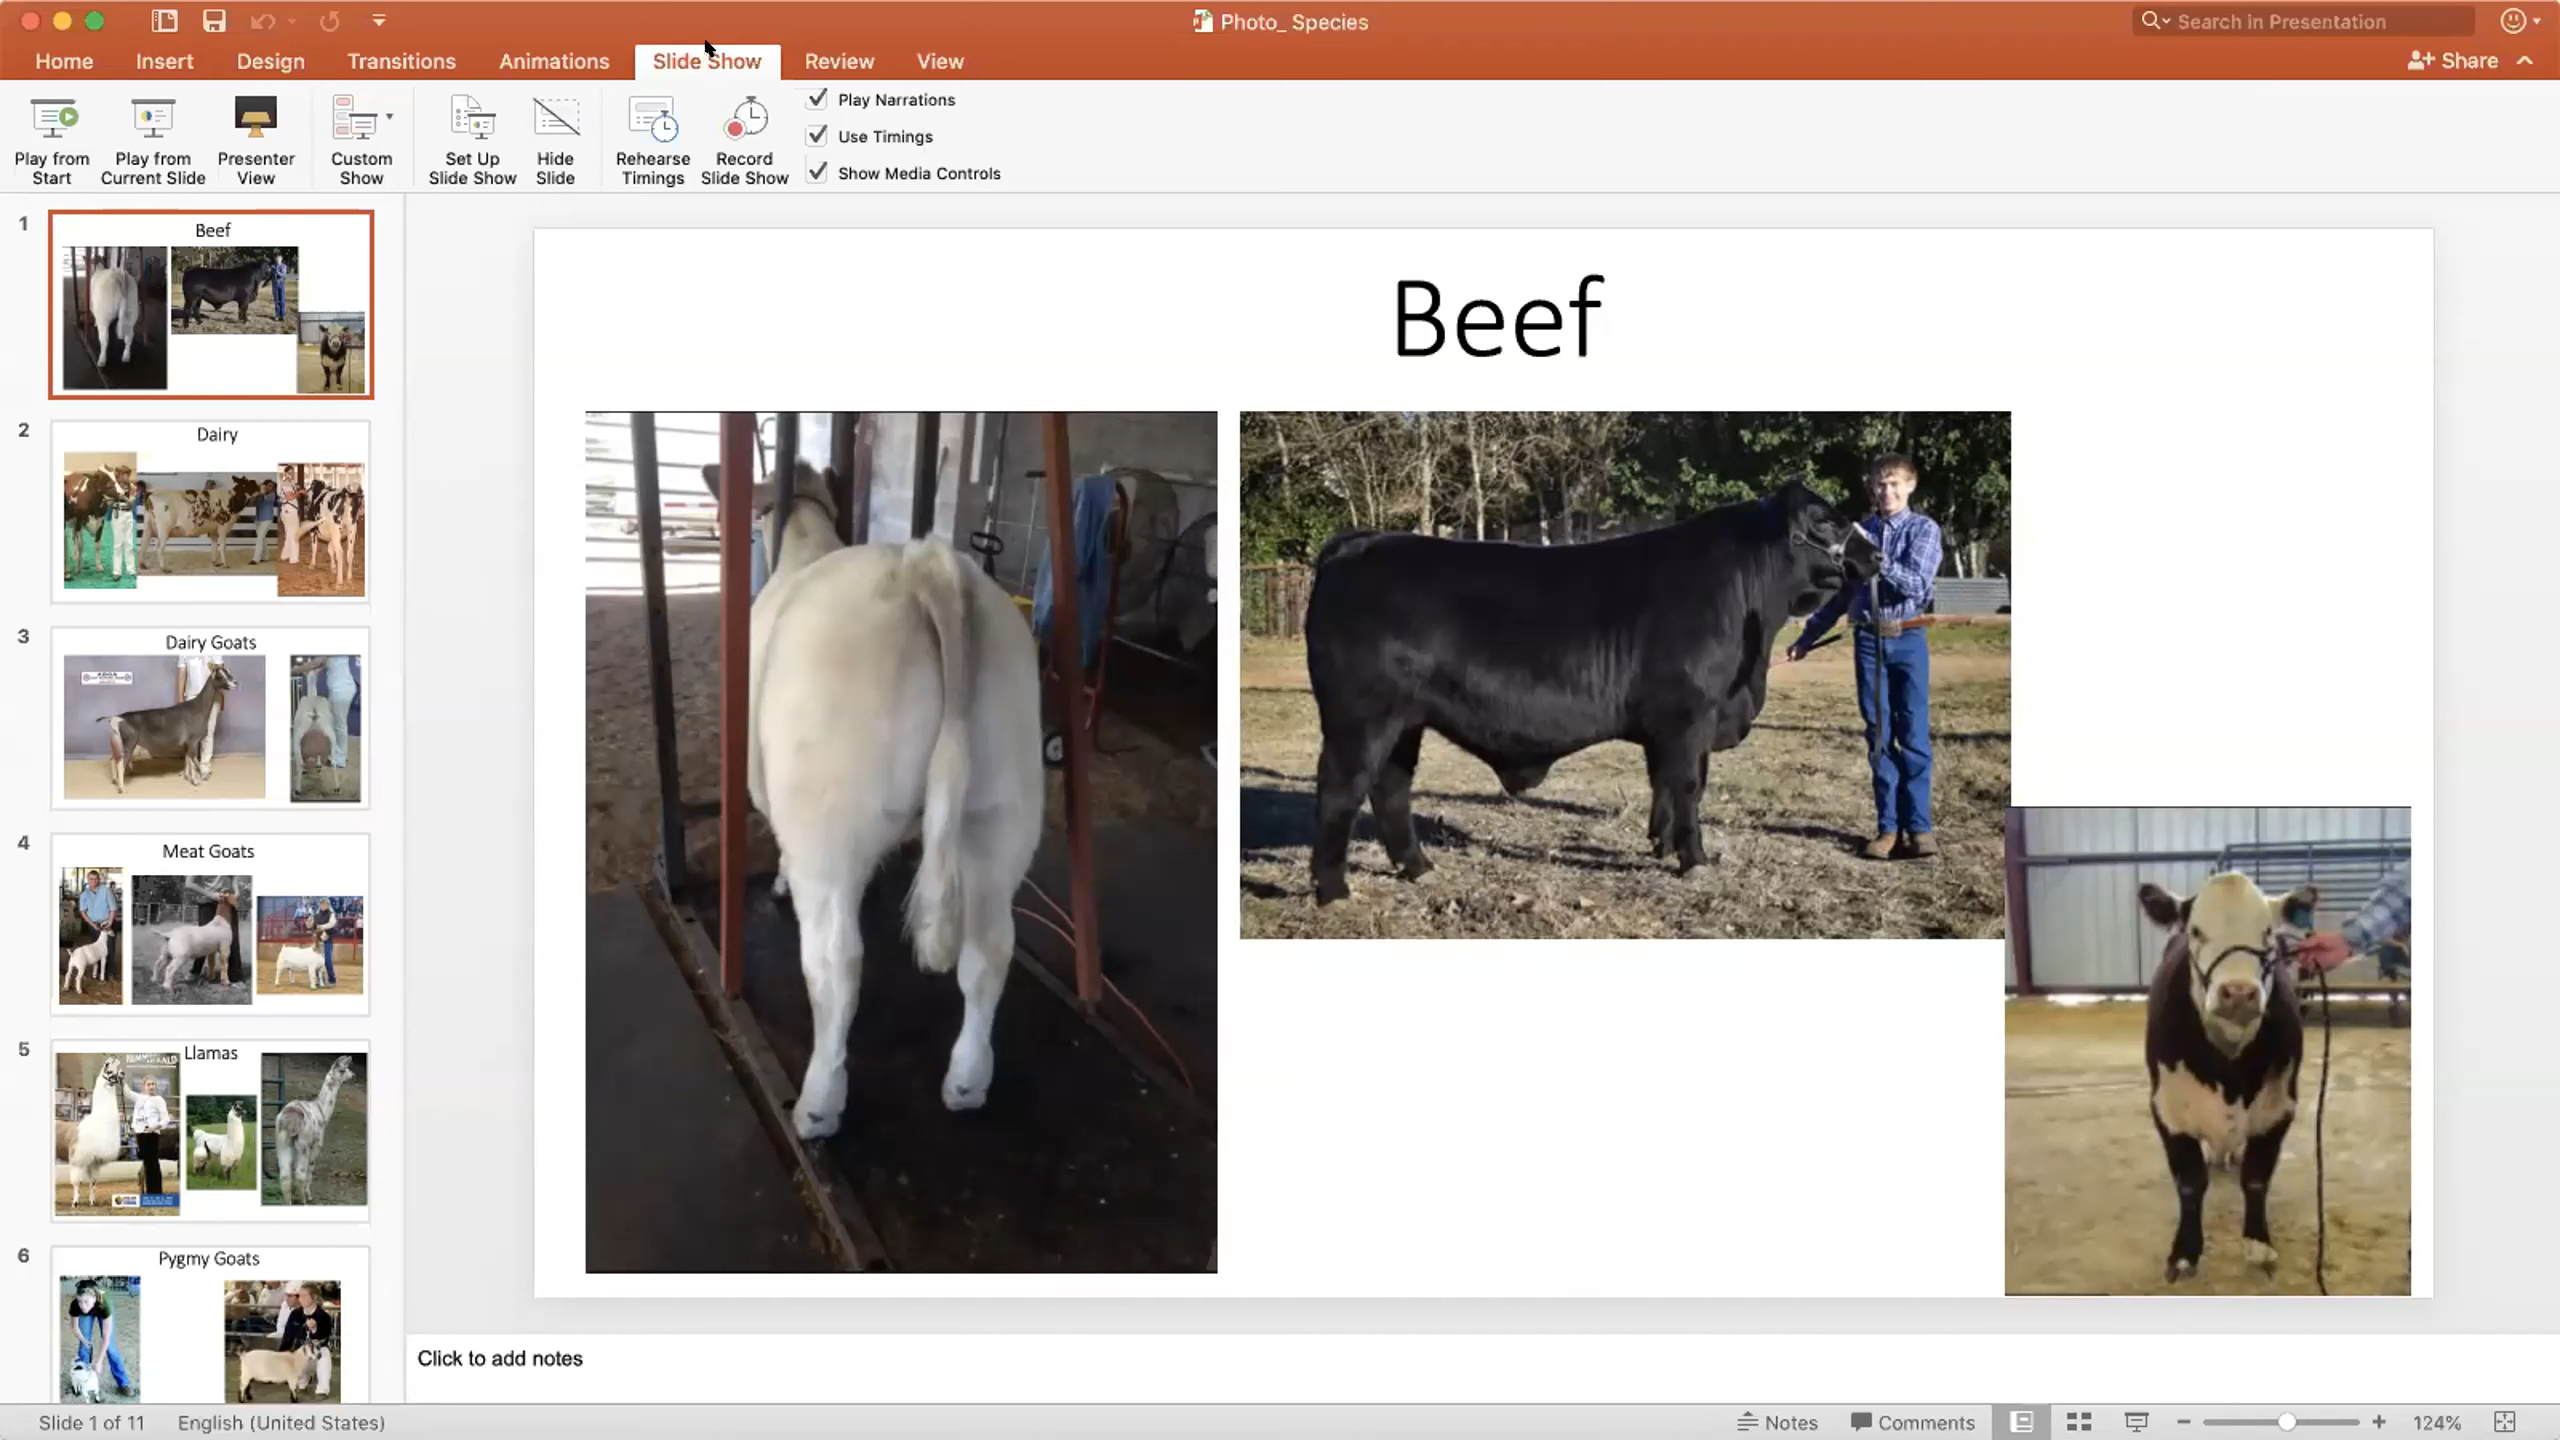 Photo_ Species
Search in Presentation
Home
Insert
Design
Transitions
Animations
Slide Show
Review
View
Share
Play from
Start
Play from
Current Slide
Presenter
View
Custom
Show
Set Up
Slide Show
Hide
Slide
Rehearse
Timings
Record
Slide Show
Play Narrations
Use Timings
Show Media Controls
1
Beef
2
Dairy
3
Dairy Goats
4
Meat Goats
5
Llamas
6
Pygmy Goats
Beef
Click to add notes
Slide 1 of 11
English (United States)
Notes
Comments
124%